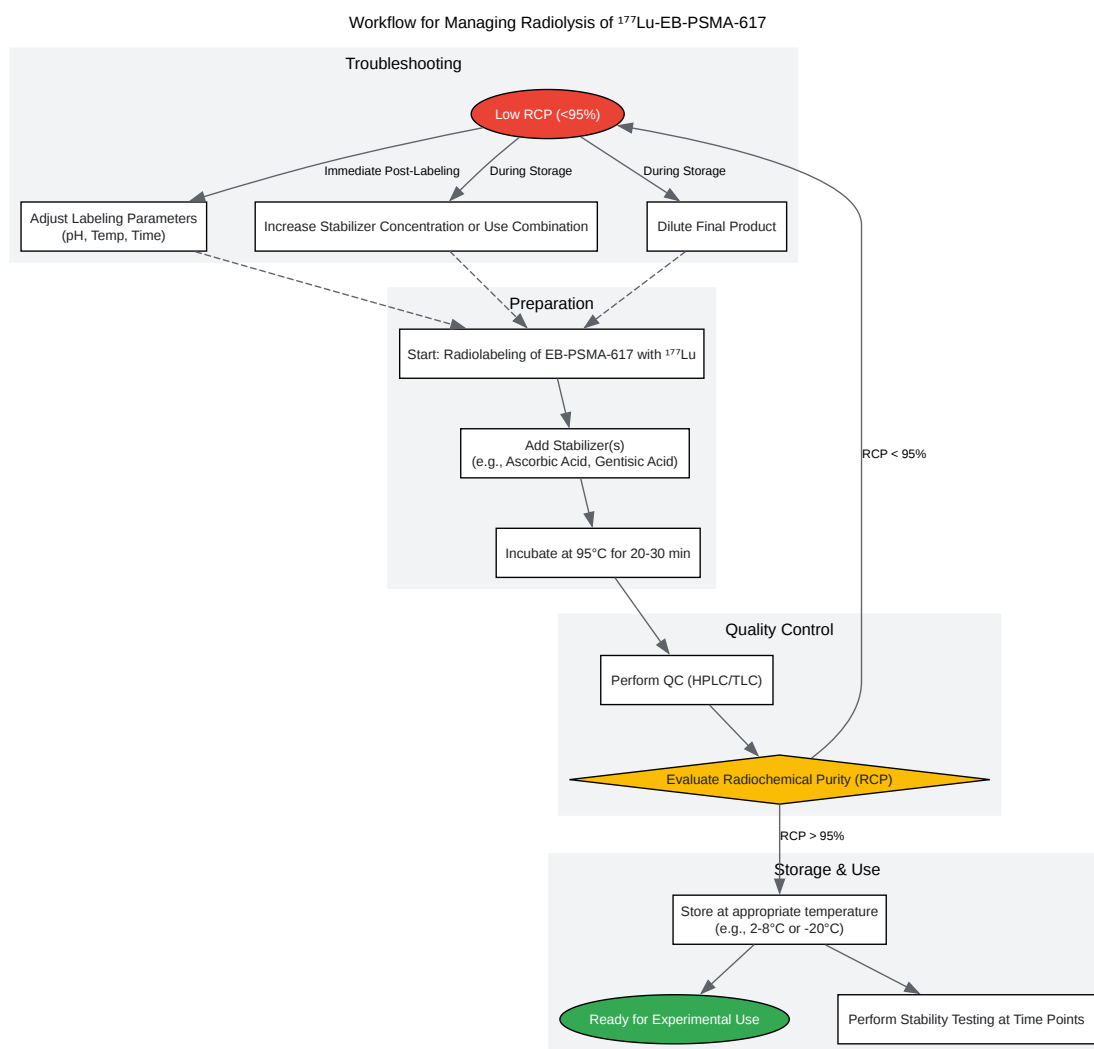 Workflow for Managing Radiolysis of ¹⁷⁷Lu-EB-PSMA-617
Troubleshooting
Low RCP (<95%)
Immediate Post-Labeling
During Storage
During Storage
Adjust Labeling Parameters
(pH, Temp, Time)
Increase Stabilizer Concentration or Use Combination
Dilute Final Product
Preparation
Start: Radiolabeling of EB-PSMA-617 with ¹⁷⁷Lu
Add Stabilizer(s)
(e.g., Ascorbic Acid, Gentisic Acid)
RCP < 95%
Incubate at 95°C for 20-30 min
Quality Control
Perform QC (HPLC/TLC)
Evaluate Radiochemical Purity (RCP)
RCP > 95%
Storage & Use
Store at appropriate temperature
(e.g., 2-8°C or -20°C)
Ready for Experimental Use
Perform Stability Testing at Time Points